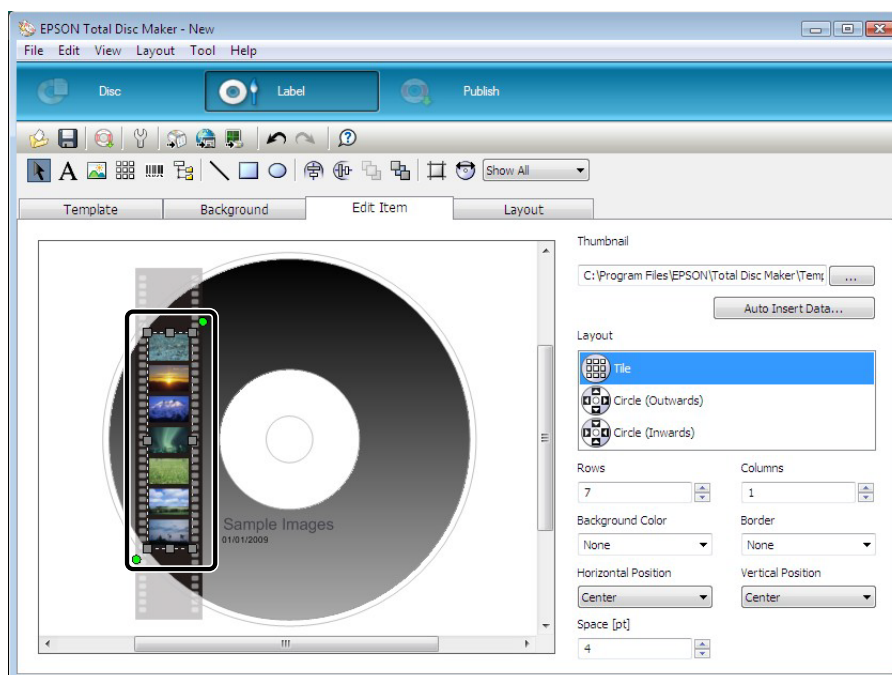 EPSON Total Disc Maker - New
File Edit View Layout Tool Help
Disc Label Publish
Show All
Template Background Edit Item Layout
Thumbnail
C:\Program Files\EPSON\Total Disc Maker\Temp ...
Auto Insert Data...
Layout
Tile
Circle (Outwards)
Circle (Inwards)
Rows Columns
7 1
Background Color Border
None None
Horizontal Position Vertical Position
Center Center
Space [pt]
4
Sample Images
01/01/2009